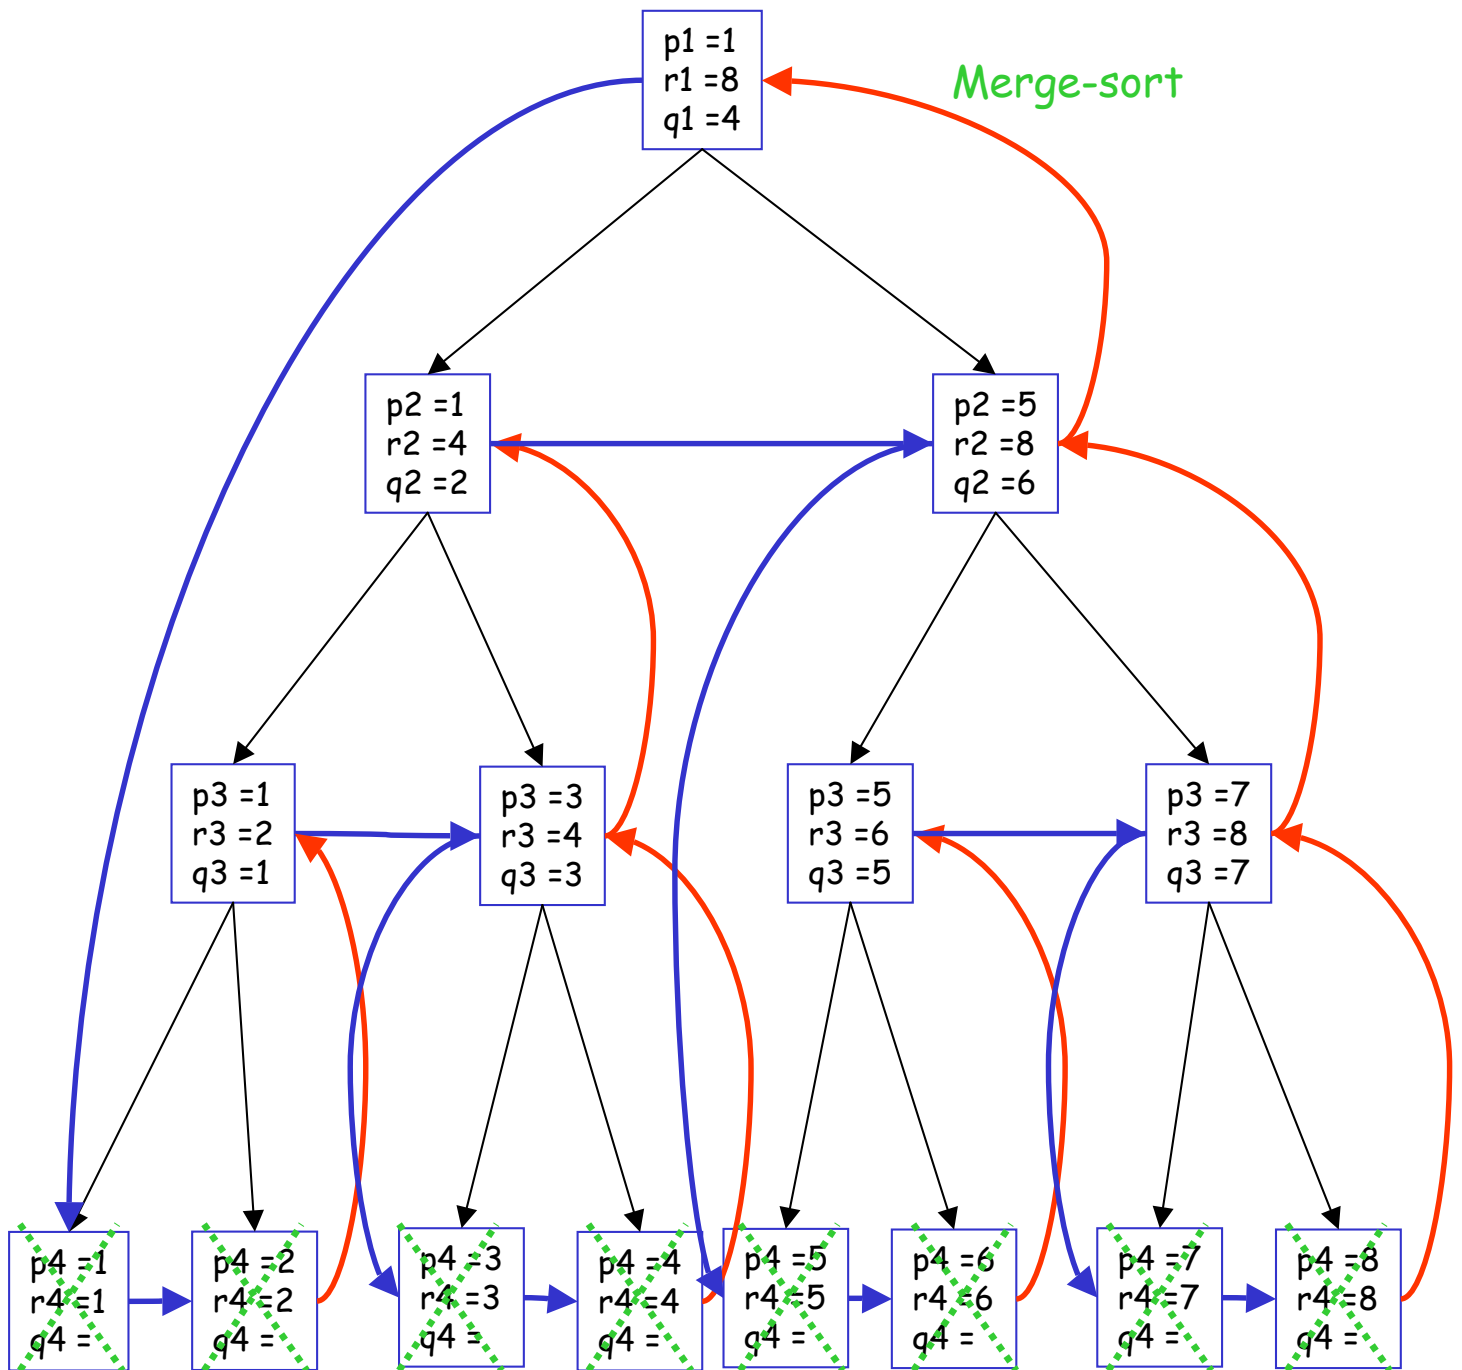 p1 =1
r1 =8
q1 =4
Merge-sort
p2 =1
r2 =4
q2 =2
p2 =5
r2 =8
q2 =6
p3 =1
r3 =2
q3 =1
p3 =3
r3 =4
q3 =3
p3 =5
r3 =6
q3 =5
p3 =7
r3 =8
q3 =7
p4 =1
r4 =1
q4 =
p4 =2
r4 =2
q4 =
p4 =3
r4 =3
q4 =
p4 =4
r4 =4
q4 =
p4 =5
r4 =5
q4 =
p4 =6
r4 =6
q4 =
p4 =7
r4 =7
q4 =
p4 =8
r4 =8
q4 =